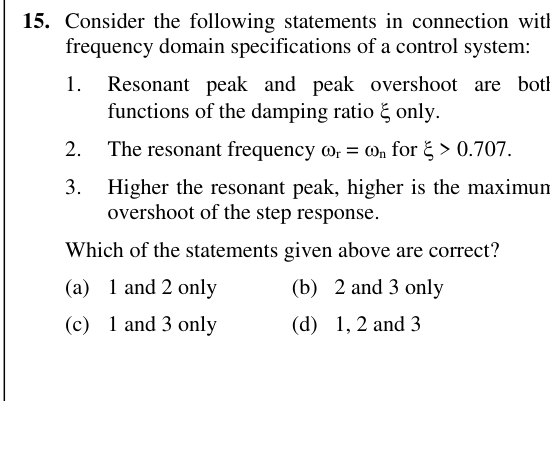 15. Consider the following statements in connection with
frequency domain specifications of a control system:
1. Resonant peak and peak overshoot are both
functions of the damping ratio ξ only.
2. The resonant frequency ωr = ωn for ξ > 0.707.
3. Higher the resonant peak, higher is the maximum
overshoot of the step response.
Which of the statements given above are correct?
(a) 1 and 2 only (b) 2 and 3 only
(c) 1 and 3 only (d) 1, 2 and 3